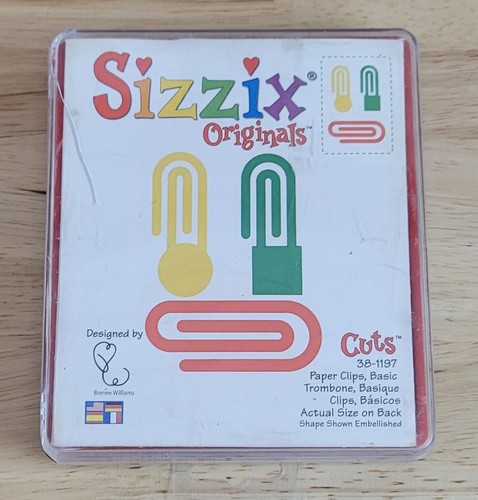 Sizzix®
Originals™
Designed by
Brenee Williams
Cuts™
38-1197
Paper Clips, Basic
Trombone, Basique
Clips, Básicos
Actual Size on Back
Shape Shown Embellished